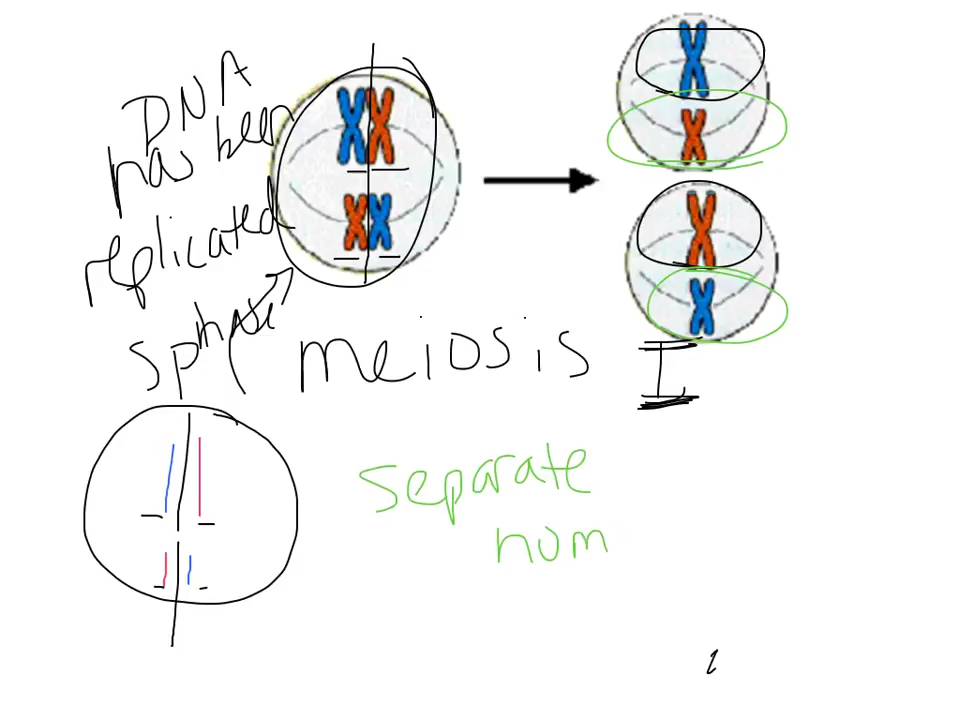 DNA
has been
replicated
S phase
meiosis I
separate
hom